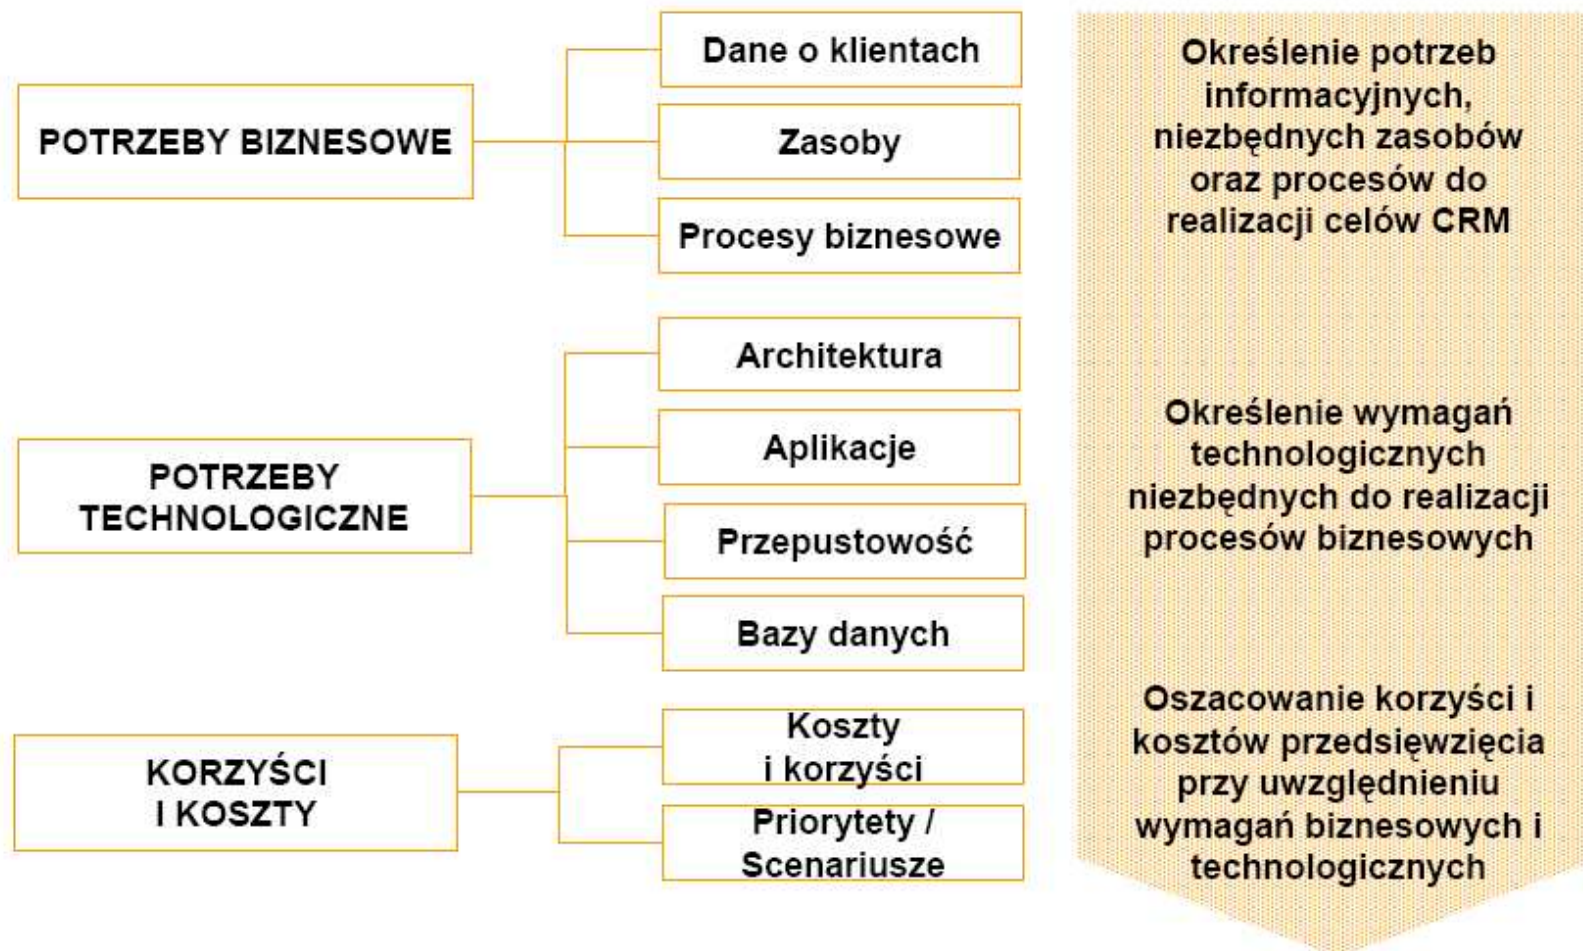 POTRZEBY BIZNESOWE
Dane o klientach
Zasoby
Procesy biznesowe
Określenie potrzeb
informacyjnych,
niezbędnych zasobów
oraz procesów do
realizacji celów CRM
POTRZEBY
TECHNOLOGICZNE
Architektura
Aplikacje
Przepustowość
Bazy danych
Określenie wymagań
technologicznych
niezbędnych do realizacji
procesów biznesowych
KORZYŚCI
I KOSZTY
Koszty
i korzyści
Priorytety /
Scenariusze
Oszacowanie korzyści i
kosztów przedsięwzięcia
przy uwzględnieniu
wymagań biznesowych i
technologicznych